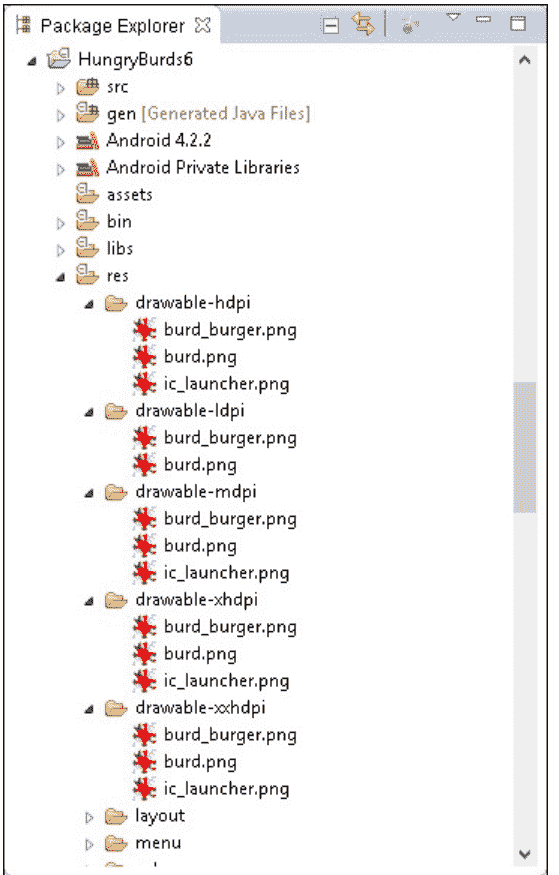 Package Explorer
HungryBurds6
src
gen [Generated Java Files]
Android 4.2.2
Android Private Libraries
assets
bin
libs
res
drawable-hdpi
burd_burger.png
burd.png
ic_launcher.png
drawable-ldpi
burd_burger.png
burd.png
drawable-mdpi
burd_burger.png
burd.png
ic_launcher.png
drawable-xhdpi
burd_burger.png
burd.png
ic_launcher.png
drawable-xxhdpi
burd_burger.png
burd.png
ic_launcher.png
layout
menu